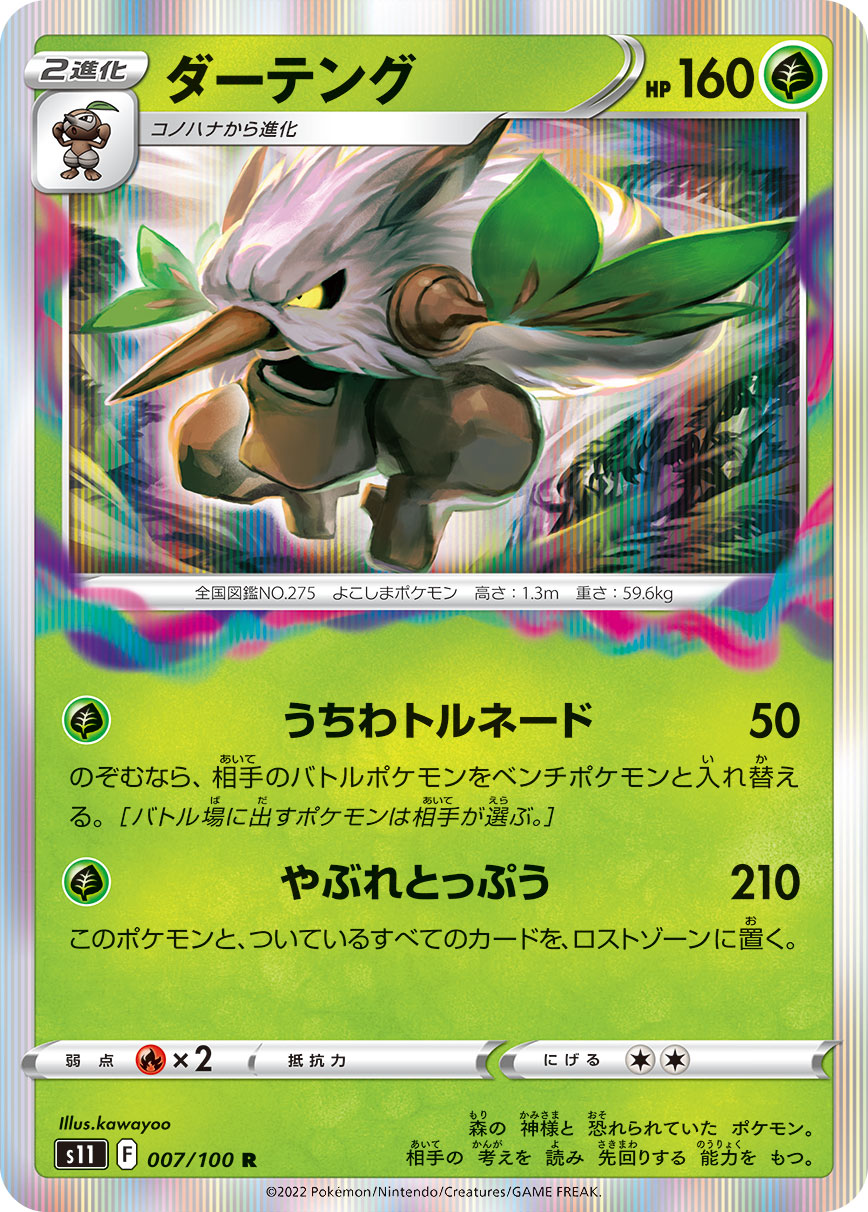 2進化
ダーテング
HP 160
コノハナから進化
全国図鑑NO.275 よこしまポケモン 高さ:1.3m 重さ:59.6kg
うちわトルネード 50
のぞむなら、相手のバトルポケモンをベンチポケモンと入れ替え
る。[バトル場に出すポケモンは相手が選ぶ。]
やぶれとっぷう 210
このポケモンと、ついているすべてのカードを、ロストゾーンに置く。
弱点 ×2 抵抗力 にげる
Illus.kawayoo
s11 F 007/100 R
森の 神様と 恐れられていた ポケモン。
相手の 考えを 読み 先回りする 能力を もつ。
©2022 Pokémon/Nintendo/Creatures/GAME FREAK.